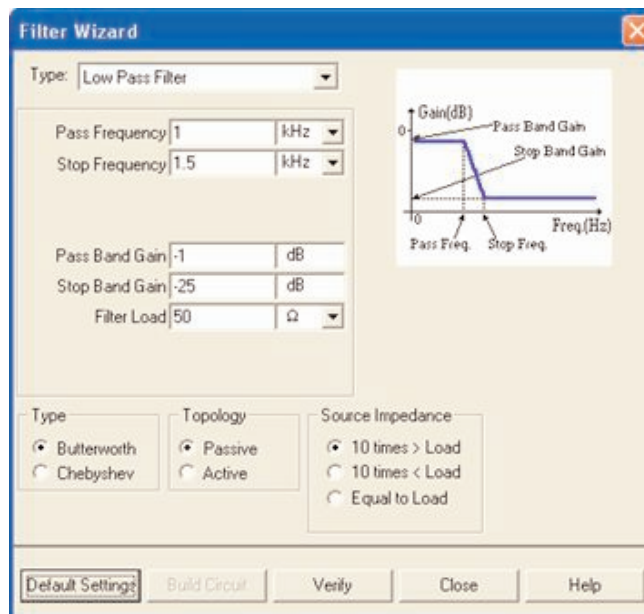 Filter Wizard
Type: Low Pass Filter
Pass Frequency 1 kHz
Stop Frequency 1.5 kHz
Pass Band Gain -1 dB
Stop Band Gain -25 dB
Filter Load 50 Ω
Gain(dB)
0
Pass Band Gain
Stop Band Gain
0
Freq.(Hz)
Pass Freq. Stop Freq.
Type
Butterworth
Chebyshev
Topology
Passive
Active
Source Impedance
10 times > Load
10 times < Load
Equal to Load
Default Settings Build Circuit Verify Close Help